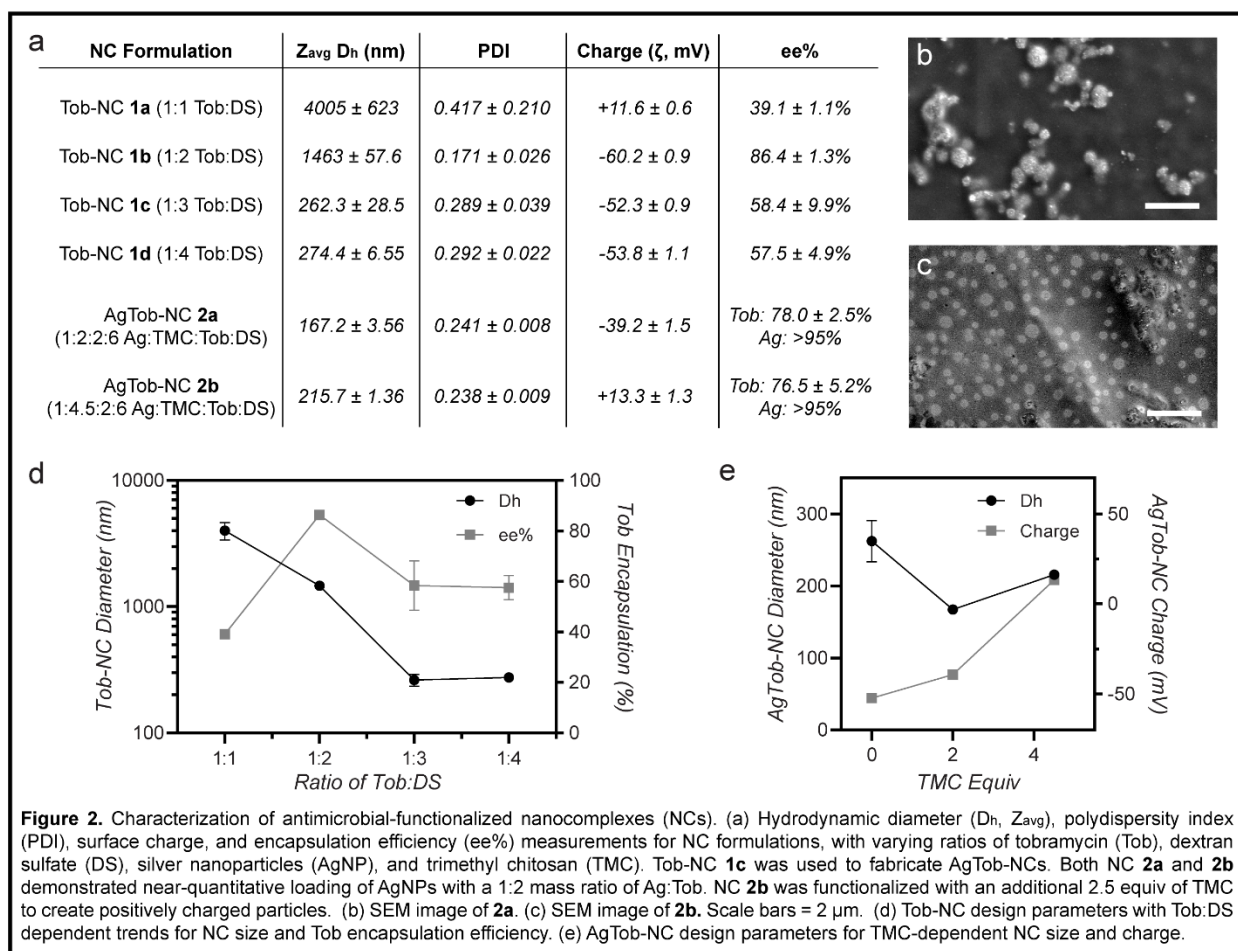 a
NC Formulation Zavg Dh (nm) PDI Charge (ζ, mV) ee%
Tob-NC 1a (1:1 Tob:DS) 4005 ± 623 0.417 ± 0.210 +11.6 ± 0.6 39.1 ± 1.1%
Tob-NC 1b (1:2 Tob:DS) 1463 ± 57.6 0.171 ± 0.026 -60.2 ± 0.9 86.4 ± 1.3%
Tob-NC 1c (1:3 Tob:DS) 262.3 ± 28.5 0.289 ± 0.039 -52.3 ± 0.9 58.4 ± 9.9%
Tob-NC 1d (1:4 Tob:DS) 274.4 ± 6.55 0.292 ± 0.022 -53.8 ± 1.1 57.5 ± 4.9%
AgTob-NC 2a
(1:2:2:6 Ag:TMC:Tob:DS) 167.2 ± 3.56 0.241 ± 0.008 -39.2 ± 1.5 Tob: 78.0 ± 2.5%
Ag: >95%
AgTob-NC 2b
(1:4.5:2:6 Ag:TMC:Tob:DS) 215.7 ± 1.36 0.238 ± 0.009 +13.3 ± 1.3 Tob: 76.5 ± 5.2%
Ag: >95%
b
c
d
Tob-NC Diameter (nm)
10000
1000
100
Dh
ee%
100
80
60
40
20
0
Tob Encapsulation
(%)
1:1 1:2 1:3 1:4
Ratio of Tob:DS
e
AgTob-NC Diameter (nm)
300
200
100
0
Dh
Charge
50
0
-50
AgTob-NC Charge
(mV)
0 2 4
TMC Equiv
Figure 2. Characterization of antimicrobial-functionalized nanocomplexes (NCs). (a) Hydrodynamic diameter (Dh, Zavg), polydispersity index
(PDI), surface charge, and encapsulation efficiency (ee%) measurements for NC formulations, with varying ratios of tobramycin (Tob), dextran
sulfate (DS), silver nanoparticles (AgNP), and trimethyl chitosan (TMC). Tob-NC 1c was used to fabricate AgTob-NCs. Both NC 2a and 2b
demonstrated near-quantitative loading of AgNPs with a 1:2 mass ratio of Ag:Tob. NC 2b was functionalized with an additional 2.5 equiv of TMC
to create positively charged particles. (b) SEM image of 2a. (c) SEM image of 2b. Scale bars = 2 μm. (d) Tob-NC design parameters with Tob:DS
dependent trends for NC size and Tob encapsulation efficiency. (e) AgTob-NC design parameters for TMC-dependent NC size and charge.